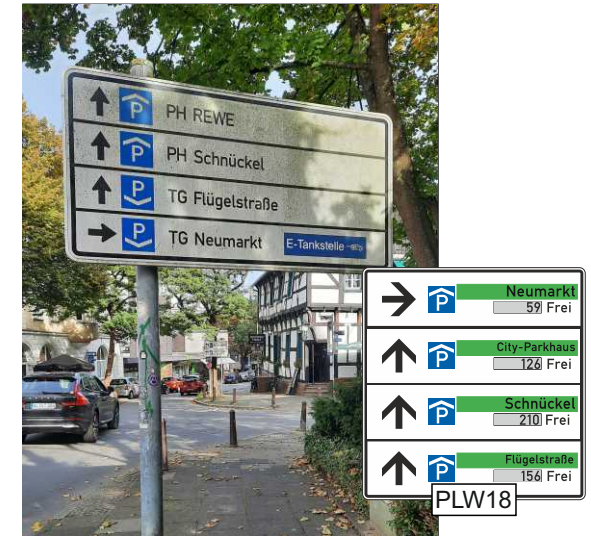 P PH REWE
P PH Schnückel
P TG Flügelstraße
P TG Neumarkt E-Tankstelle
P Neumarkt
59 Frei
P City-Parkhaus
126 Frei
P Schnückel
210 Frei
P Flügelstraße
156 Frei
PLW18